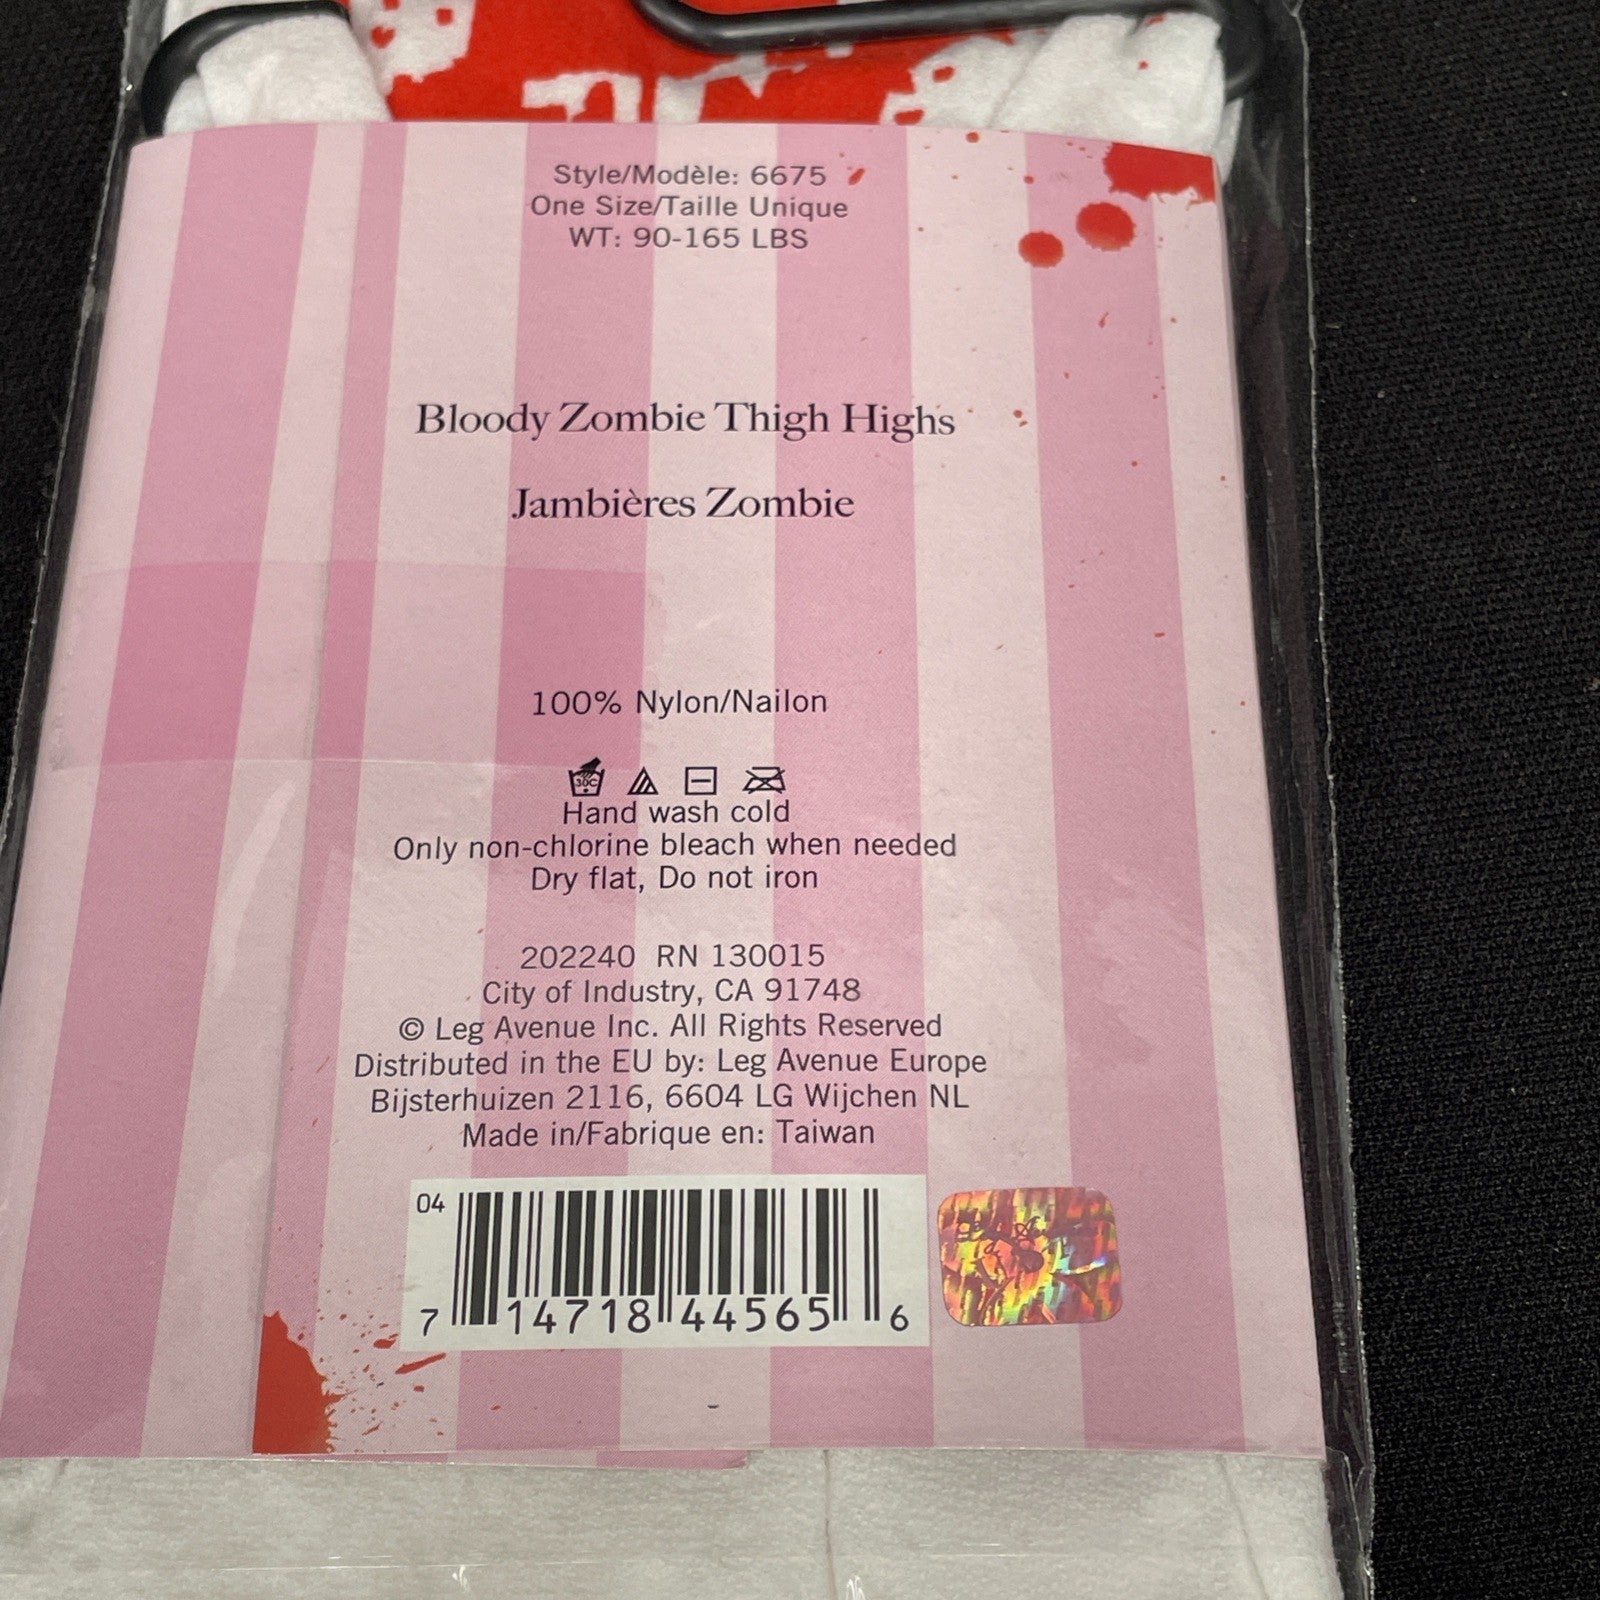 Style/Modèle: 6675
One Size/Taille Unique
WT: 90-165 LBS
Bloody Zombie Thigh Highs
Jambières Zombie
100% Nylon/Nailon
30C
Hand wash cold
Only non-chlorine bleach when needed
Dry flat, Do not iron
202240 RN 130015
City of Industry, CA 91748
© Leg Avenue Inc. All Rights Reserved
Distributed in the EU by: Leg Avenue Europe
Bijsterhuizen 2116, 6604 LG Wijchen NL
Made in/Fabrique en: Taiwan
04
7 14718 44565 6